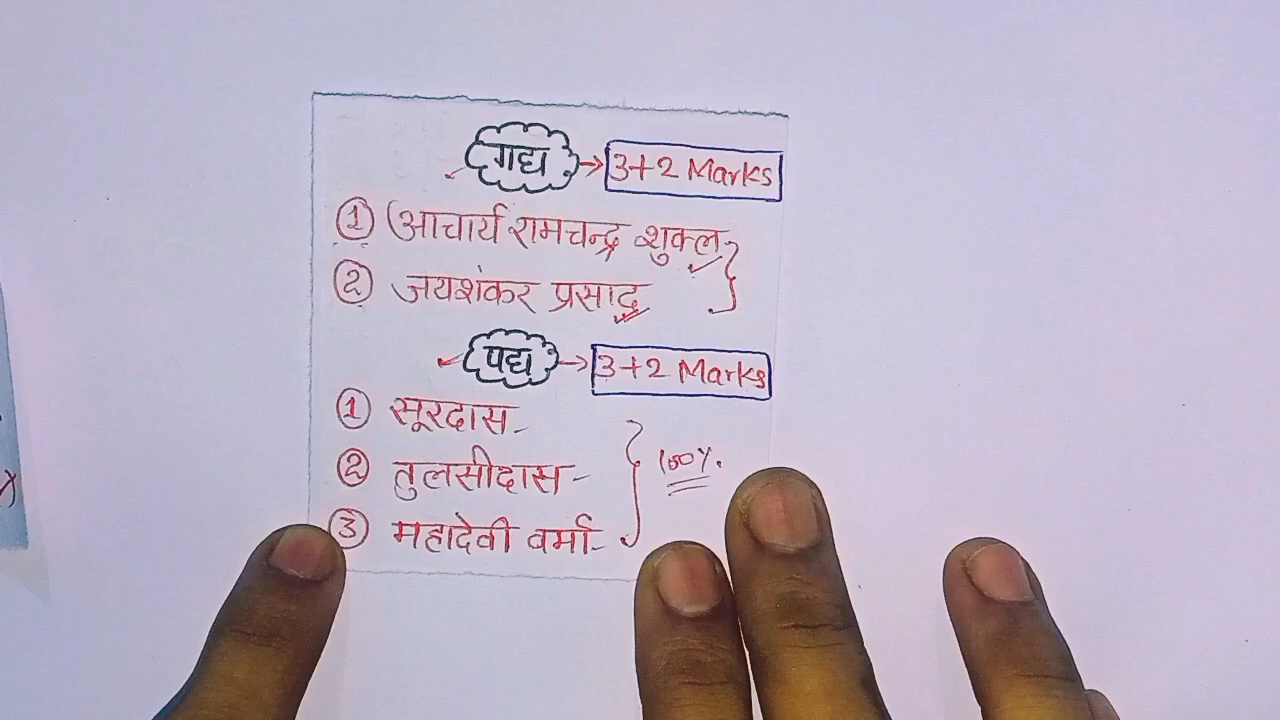 गद्य → 3+2 Marks
① आचार्य रामचन्द्र शुक्ल
② जयशंकर प्रसाद
पद्य → 3+2 Marks
① सूरदास -
② तुलसीदास -
100%.
③ महादेवी वर्मा -